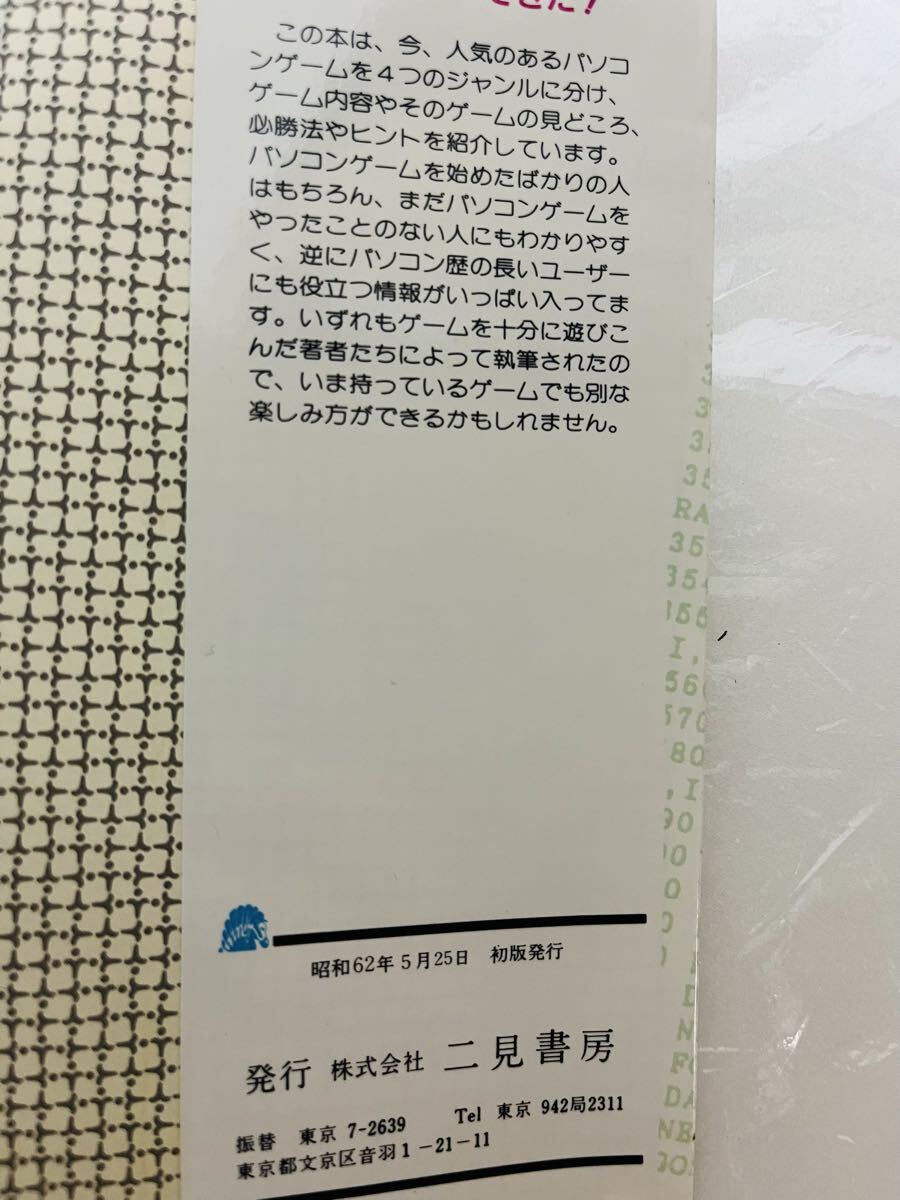 この本は、今、人気のあるパソコ
ンゲームを４つのジャンルに分け、
ゲーム内容やそのゲームの見どころ、
必勝法やヒントを紹介しています。
パソコンゲームを始めたばかりの人
はもちろん、まだパソコンゲームを
やったことのない人にもわかりやす
く、逆にパソコン歴の長いユーザー
にも役立つ情報がいっぱい入ってま
す。いずれもゲームを十分に遊びこ
んだ著者たちによって執筆されたの
で、いま持っているゲームでも別な
楽しみ方ができるかもしれません。
昭和62年５月25日　初版発行
発行 株式会社 二見書房
振替　東京 7-2639　Tel 東京 942局2311
東京都文京区音羽1－21－11